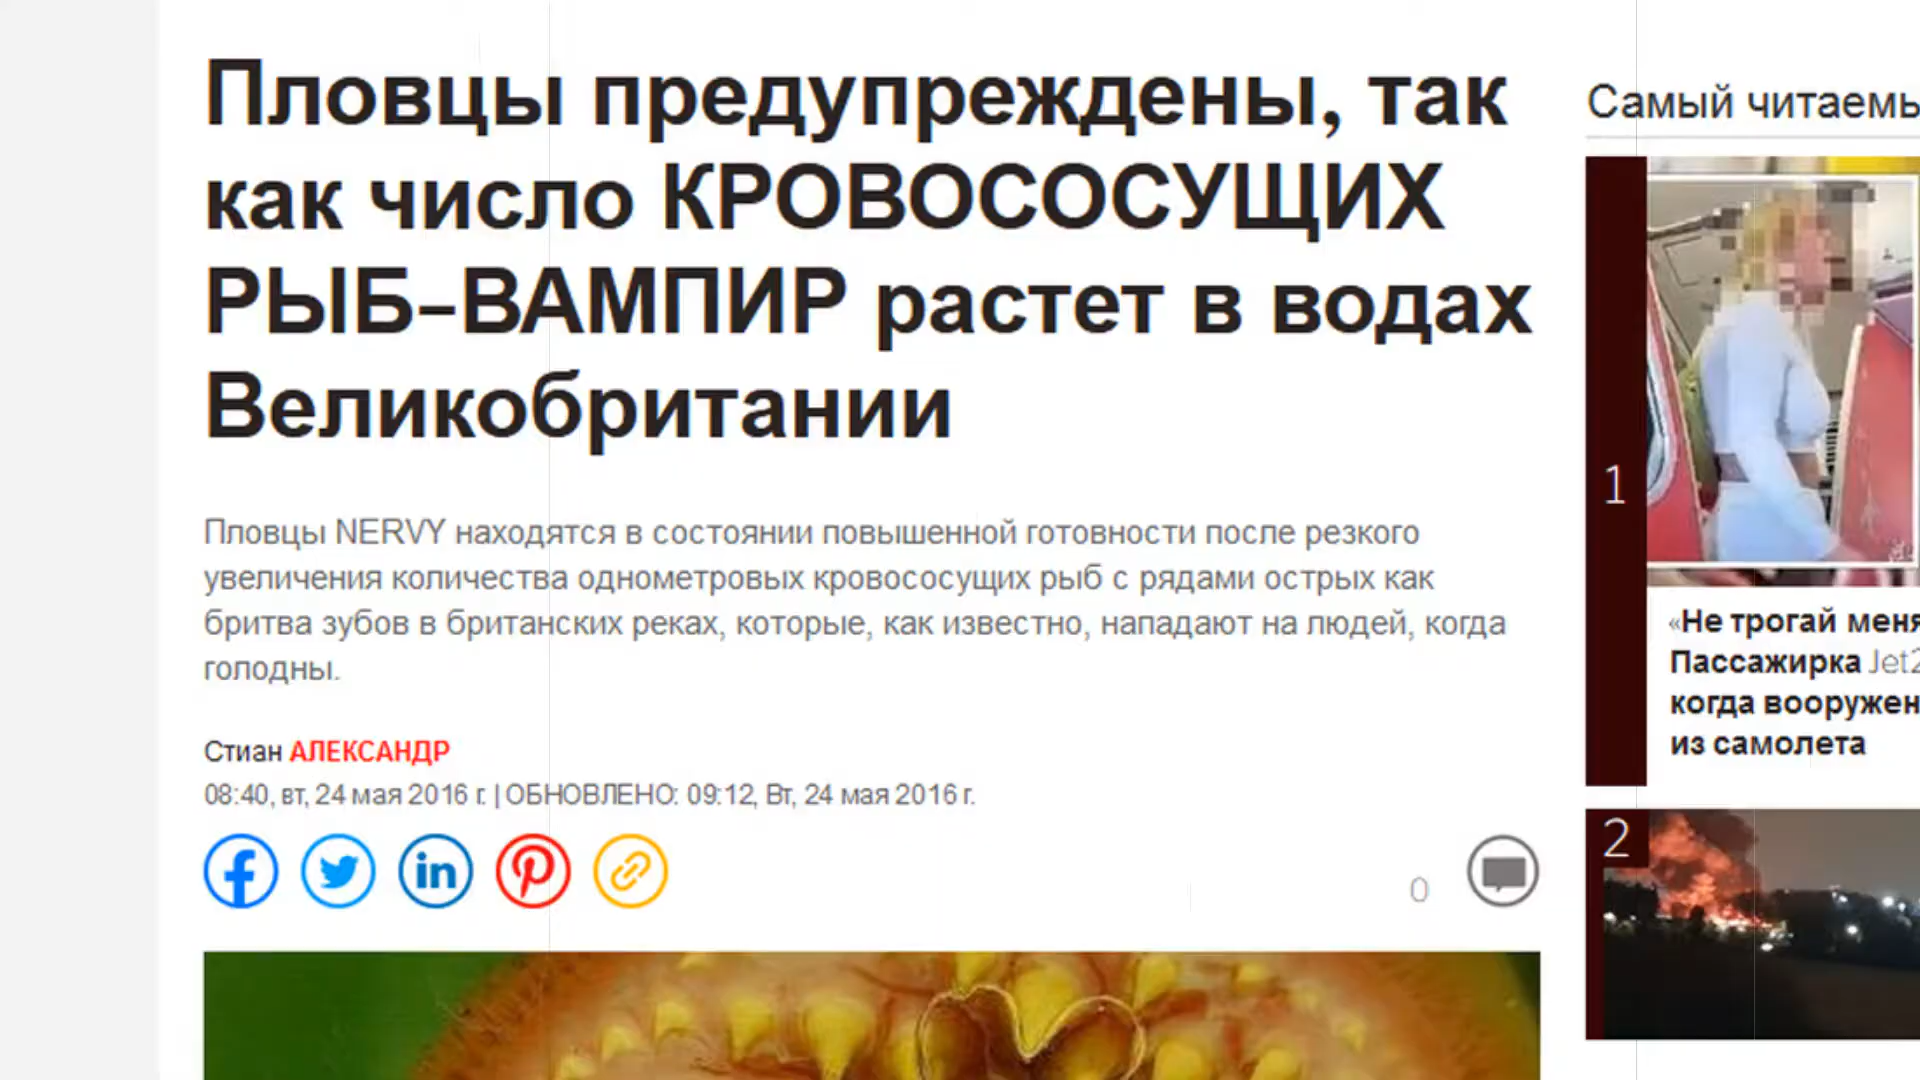 Пловцы предупреждены, так
как число КРОВОСОСУЩИХ
РЫБ-ВАМПИР растет в водах
Великобритании
Пловцы NERVY находятся в состоянии повышенной готовности после резкого
увеличения количества однометровых кровососущих рыб с рядами острых как
бритва зубов в британских реках, которые, как известно, нападают на людей, когда
голодны.
Стиан АЛЕКСАНДР
08:40, вт, 24 мая 2016 г. | ОБНОВЛЕНО: 09:12, Вт, 24 мая 2016 г.
0
Самый читаемы
1
«Не трогай меня
Пассажирка Jet2
когда вооружен
из самолета
2